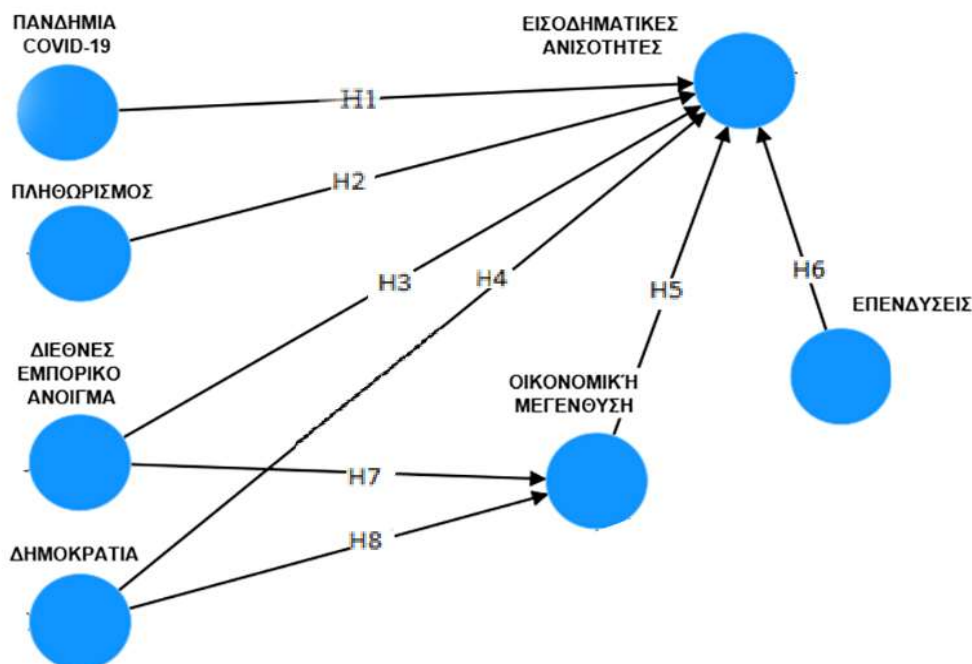 ΠΑΝΔΗΜΙΑ
COVID-19
ΕΙΣΟΔΗΜΑΤΙΚΕΣ
ΑΝΙΣΟΤΗΤΕΣ
H1
ΠΛΗΘΩΡΙΣΜΟΣ
H2
H3
H4
H5
H6
ΕΠΕΝΔΥΣΕΙΣ
ΔΙΕΘΝΕΣ
ΕΜΠΟΡΙΚΟ
ΑΝΟΙΓΜΑ
ΟΙΚΟΝΟΜΙΚΉ
ΜΕΓΕΝΘΥΣΗ
H7
H8
ΔΗΜΟΚΡΑΤΙΑ